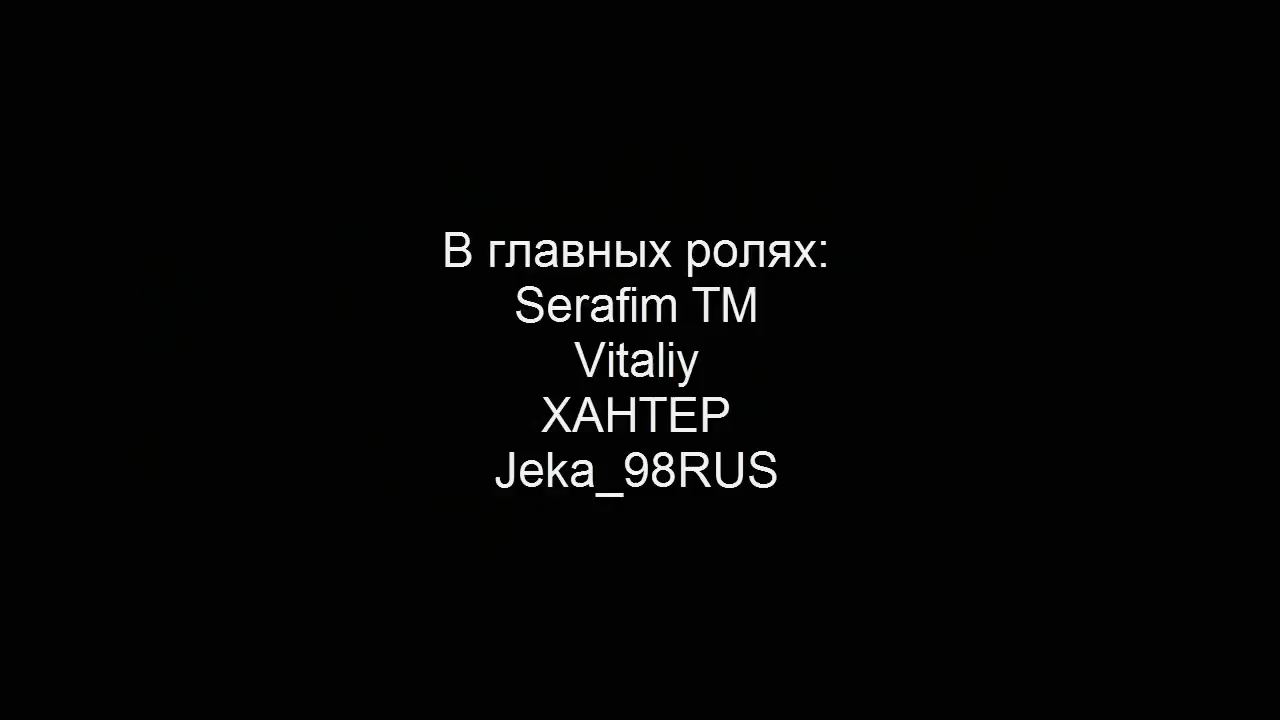 В главных ролях:
Serafim TM
Vitaliy
ХАНТЕР
Jeka_98RUS